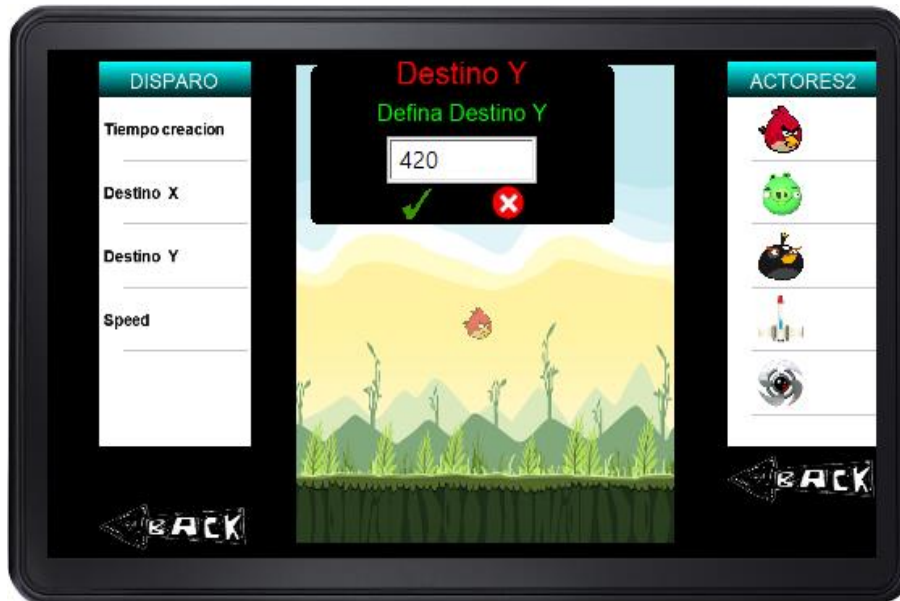 DISPARO
Tiempo creacion
Destino X
Destino Y
Speed
BACK
Destino Y
Defina Destino Y
420
ACTORES2
BACK